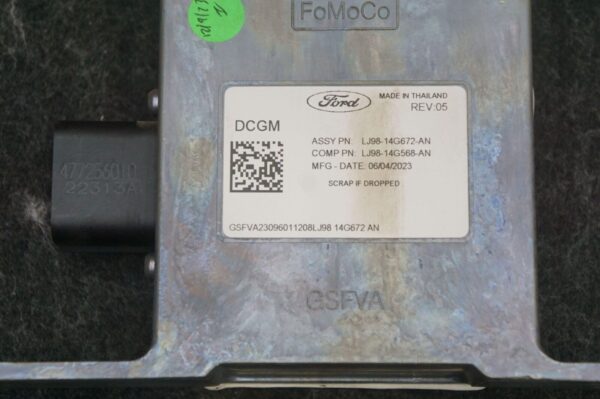 FoMoCo
Ford
MADE IN THAILAND
REV:05
DCGM
ASSY PN: LJ98-14G672-AN
COMP PN: LJ98-14G568-AN
MFG - DATE: 06/04/2023
SCRAP IF DROPPED
GSFVA23096011208LJ98 14G672 AN
GSFVA
22313A